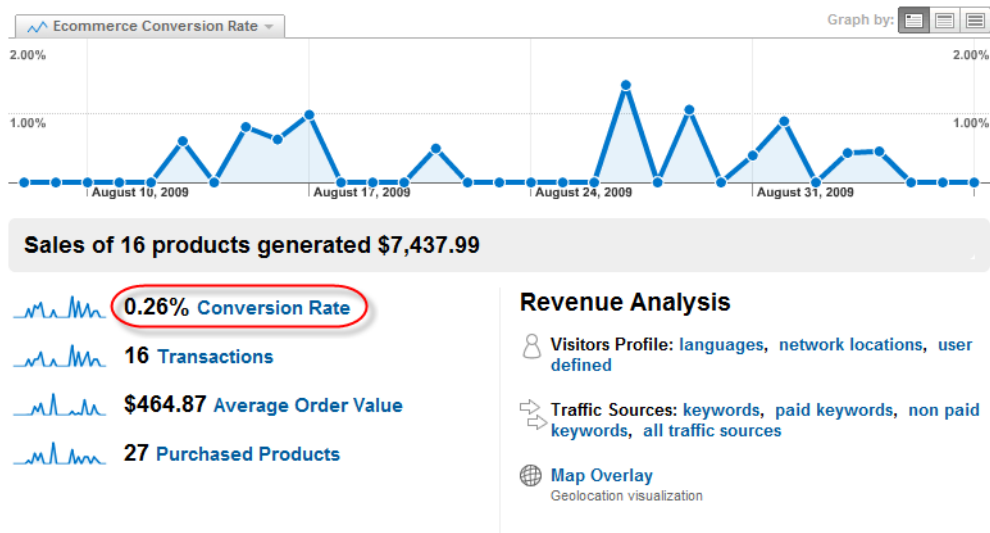 Ecommerce Conversion Rate
Graph by:
2.00%
2.00%
1.00%
1.00%
August 10, 2009
August 17, 2009
August 24, 2009
August 31, 2009
Sales of 16 products generated $7,437.99
0.26% Conversion Rate
16 Transactions
$464.87 Average Order Value
27 Purchased Products
Revenue Analysis
Visitors Profile: languages, network locations, user
defined
Traffic Sources: keywords, paid keywords, non paid
keywords, all traffic sources
Map Overlay
Geolocation visualization